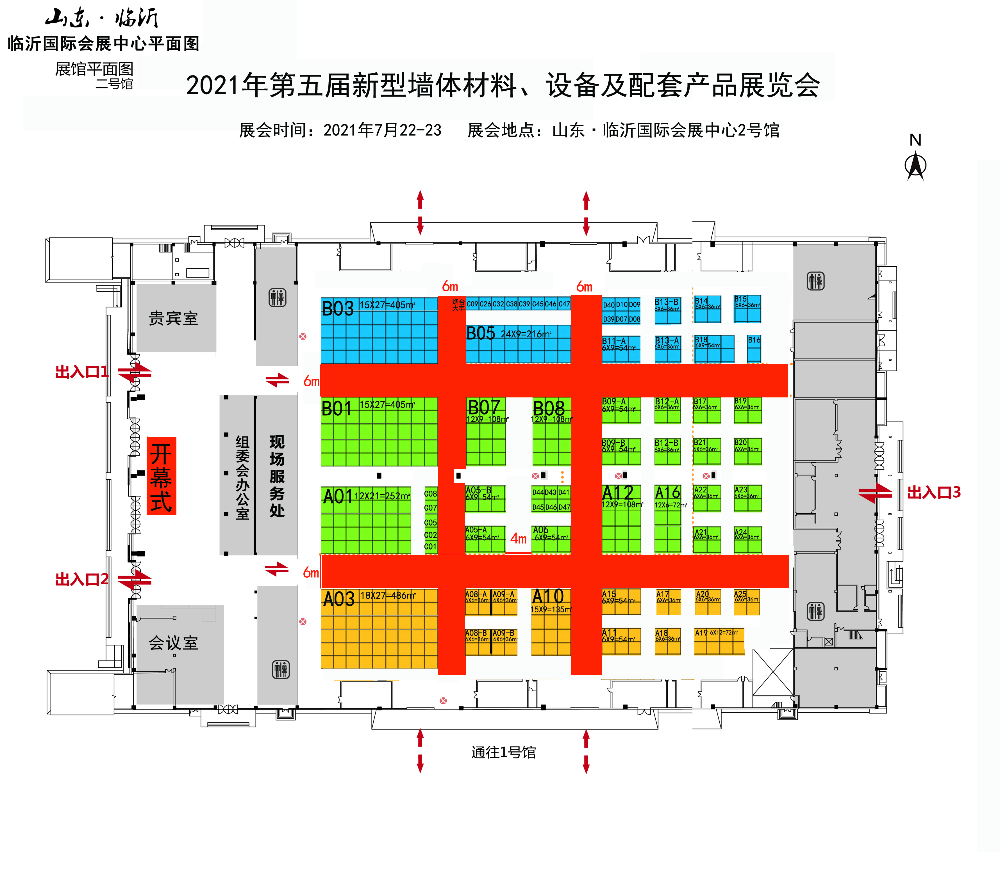 山东·临沂
临沂国际会展中心平面图
展馆平面图
二号馆
2021年第五届新型墙体材料、设备及配套产品展览会
展会时间：2021年7月22-23 展会地点：山东·临沂国际会展中心2号馆
N
6m
6m
B03 15X27=405㎡
烟台
大丰
C09 C26 C32 C38 C39 C45 C46 C47
D40 D10 D09
D39 D07 D08
B13-B
6X6=36㎡
B14
6X6=36㎡
B15
6X6=36㎡
贵宾室
B05 24X9=216㎡
B11-A
6X9=54㎡
B13-A
6X6=36㎡
B18
6X9=54㎡
B16
出入口1
6m
B01 15X27=405㎡
B07
12X9=108㎡
B08
12X9=108㎡
B09-A
6X9=54㎡
B12-A
6X6=36㎡
B17
6X6=36㎡
B19
6X6=36㎡
B09-B
6X9=54㎡
B12-B
6X6=36㎡
B21
6X6=36㎡
B20
6X6=36㎡
开幕式
组委会办公室
现场服务处
A01 12X21=252㎡
C08
C07
C05
C02
C01
A05-B
6X9=54㎡
D44 D43 D41
D45 D46 D47
A12
12X9=108㎡
A16
12X6=72㎡
A22
6X6=36㎡
A23
6X6=36㎡
出入口3
A05-A
6X9=54㎡
4m
A06
6X9=54㎡
A21
6X6=36㎡
A24
6X6=36㎡
出入口2
6m
A03 18X27=486㎡
A08-A
6X6=36㎡
A09-A
6X6=36㎡
A10
15X9=135㎡
A15
6X9=54㎡
A17
6X6=36㎡
A20
6X6=36㎡
A25
6X6=36㎡
会议室
A08-B
6X6=36㎡
A09-B
6X6=36㎡
A11
6X9=54㎡
A18
6X6=36㎡
A19 6X12=72㎡
通往1号馆